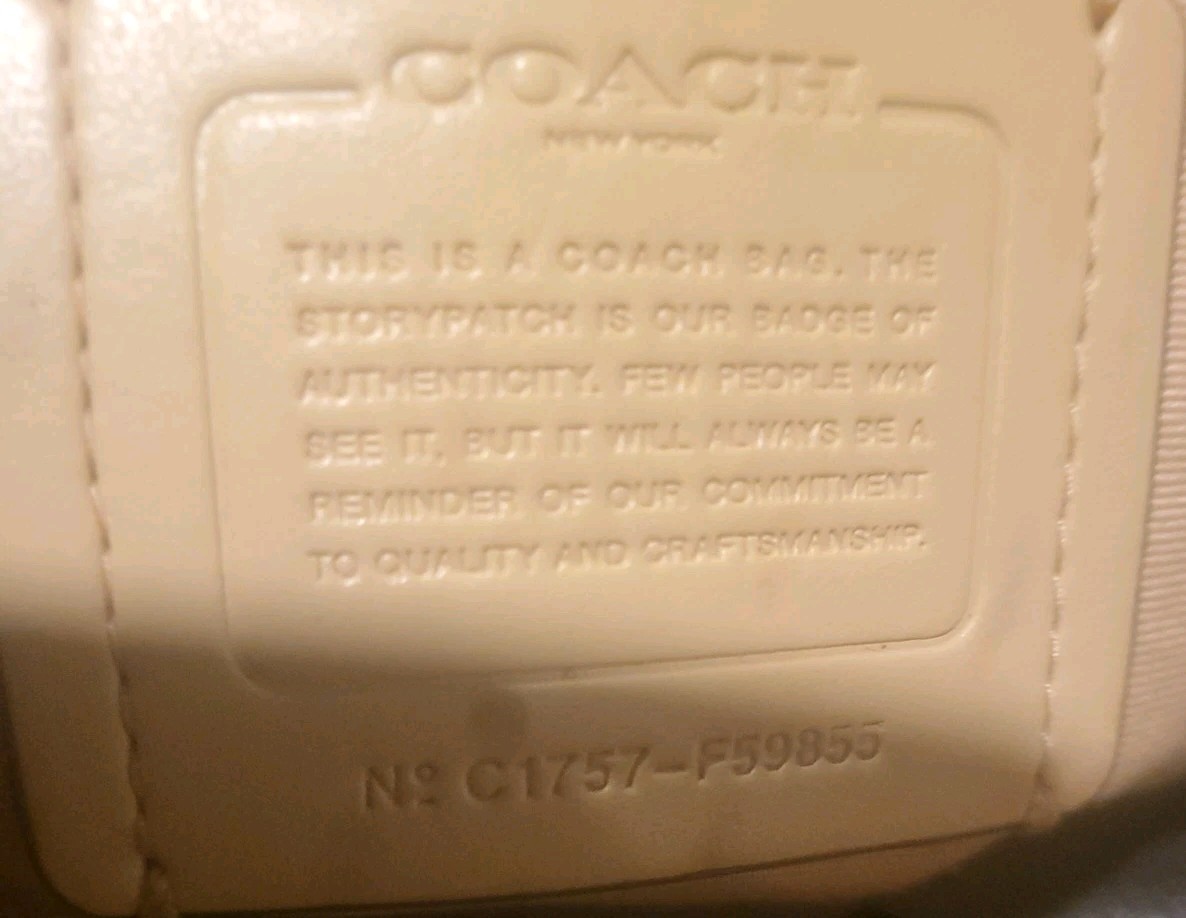 COACH
NEW YORK
THIS IS A COACH BAG. THE
STORYPATCH IS OUR BADGE OF
AUTHENTICITY. FEW PEOPLE MAY
SEE IT, BUT IT WILL ALWAYS BE A
REMINDER OF OUR COMMITMENT
TO QUALITY AND CRAFTSMANSHIP.
Nº C1757-F59855